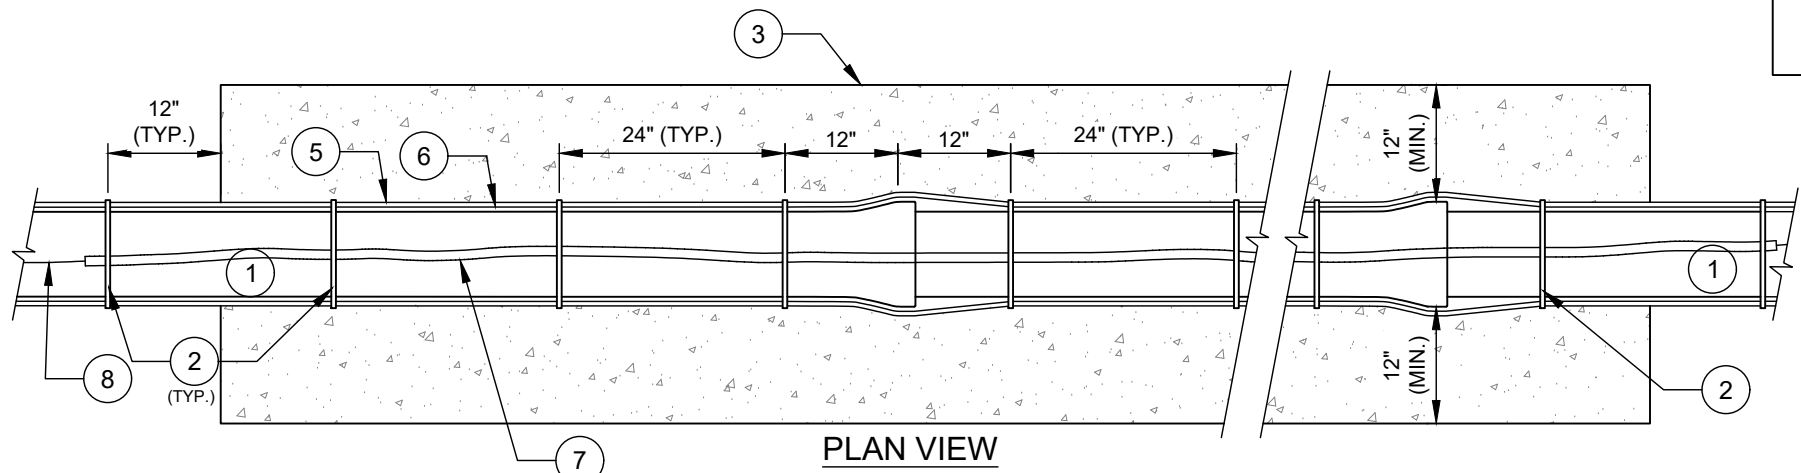 3
12"
(TYP.)
5
6
24" (TYP.)
12"
12"
24" (TYP.)
12"
(MIN.)
1
1
8
2
(TYP.)
7
12"
(MIN.)
2
PLAN VIEW